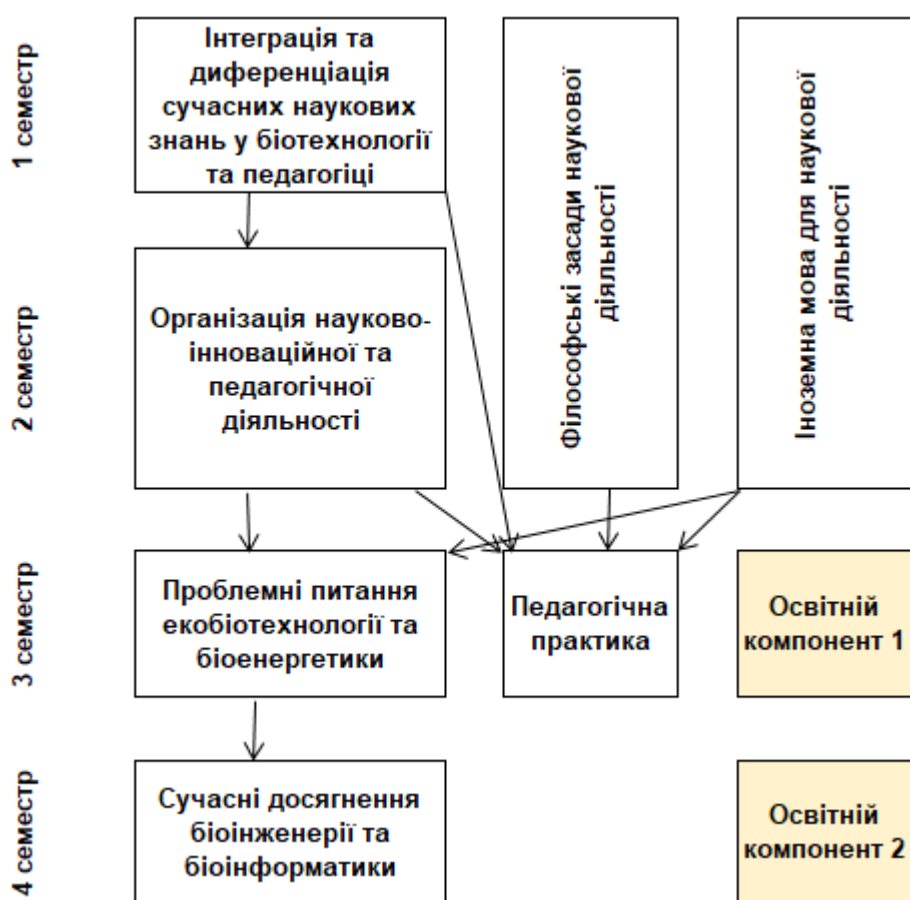 1 семестр
Інтеграція та
диференціація
сучасних наукових
знань у біотехнології
та педагогіці
Філософські засади наукової
діяльності
Іноземна мова для наукової
діяльності
2 семестр
Організація науково-
інноваційної та
педагогічної
діяльності
3 семестр
Проблемні питання
екобіотехнології та
біоенергетики
Педагогічна
практика
Освітній
компонент 1
4 семестр
Сучасні досягнення
біоінженерії та
біоінформатики
Освітній
компонент 2